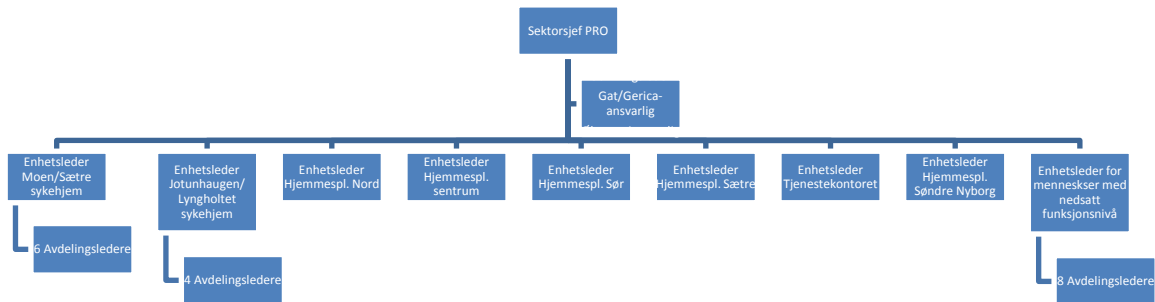 Sektorsjef PRO
Gat/Gerica-
ansvarlig
Enhetsleder
Moen/Sætre
sykehjem
Enhetsleder
Jotunhaugen/
Lyngholtet
sykehjem
Enhetsleder
Hjemmespl. Nord
Enhetsleder
Hjemmespl.
sentrum
Enhetsleder
Hjemmespl. Sør
Enhetsleder
Hjemmespl. Sætre
Enhetsleder
Tjenestekontoret
Enhetsleder
Hjemmespl.
Søndre Nyborg
Enhetsleder for
menneskser med
nedsatt
funksjonsnivå
6 Avdelingsledere
4 Avdelingsledere
8 Avdelingsledere